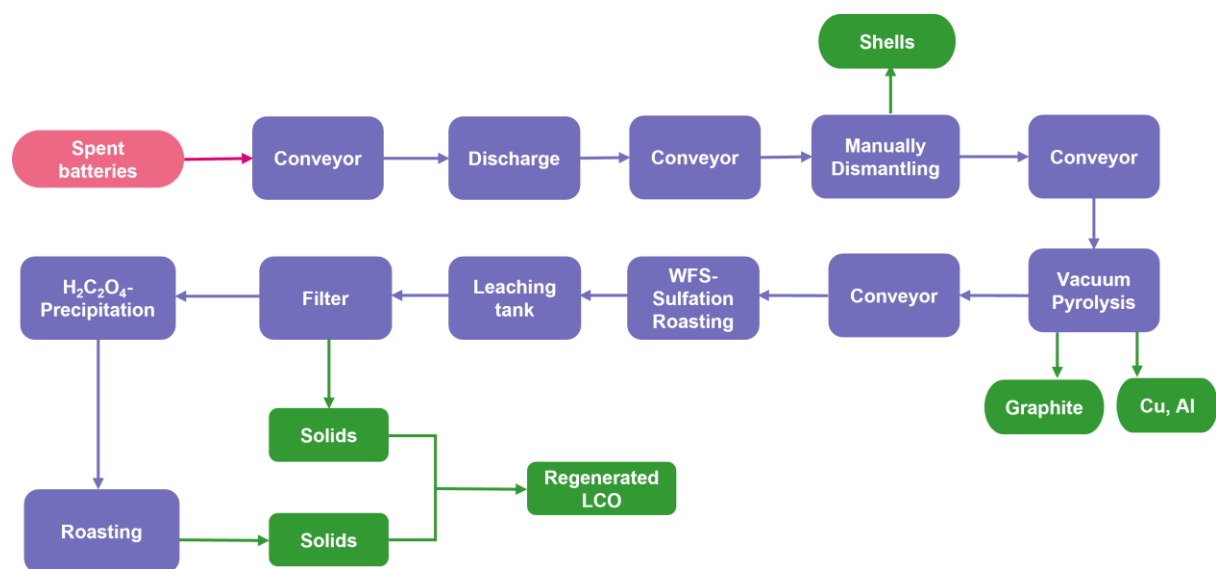 Shells
Spent
batteries
Conveyor
Discharge
Conveyor
Manually
Dismantling
Conveyor
H₂C₂O₄-
Precipitation
Filter
Leaching
tank
WFS-
Sulfation
Roasting
Conveyor
Vacuum
Pyrolysis
Graphite
Cu, Al
Solids
Regenerated
LCO
Roasting
Solids